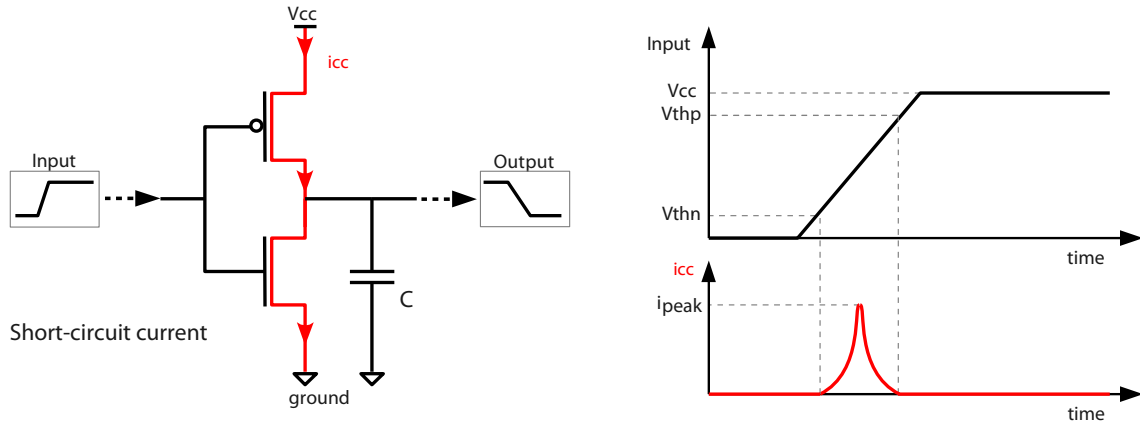 Vcc
icc
Input
Output
C
Short-circuit current
ground
Input
Vcc
Vthp
Vthn
time
icc
ipeak
time